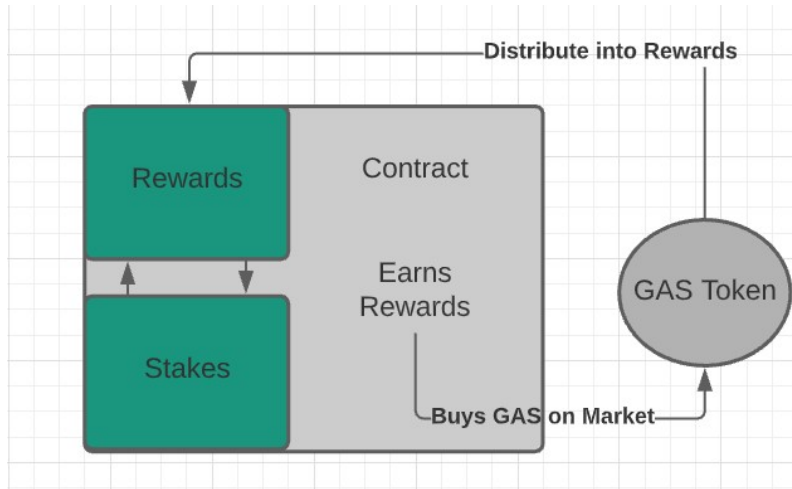 Distribute into Rewards
Rewards
Contract
Earns
Rewards
GAS Token
Stakes
Buys GAS on Market